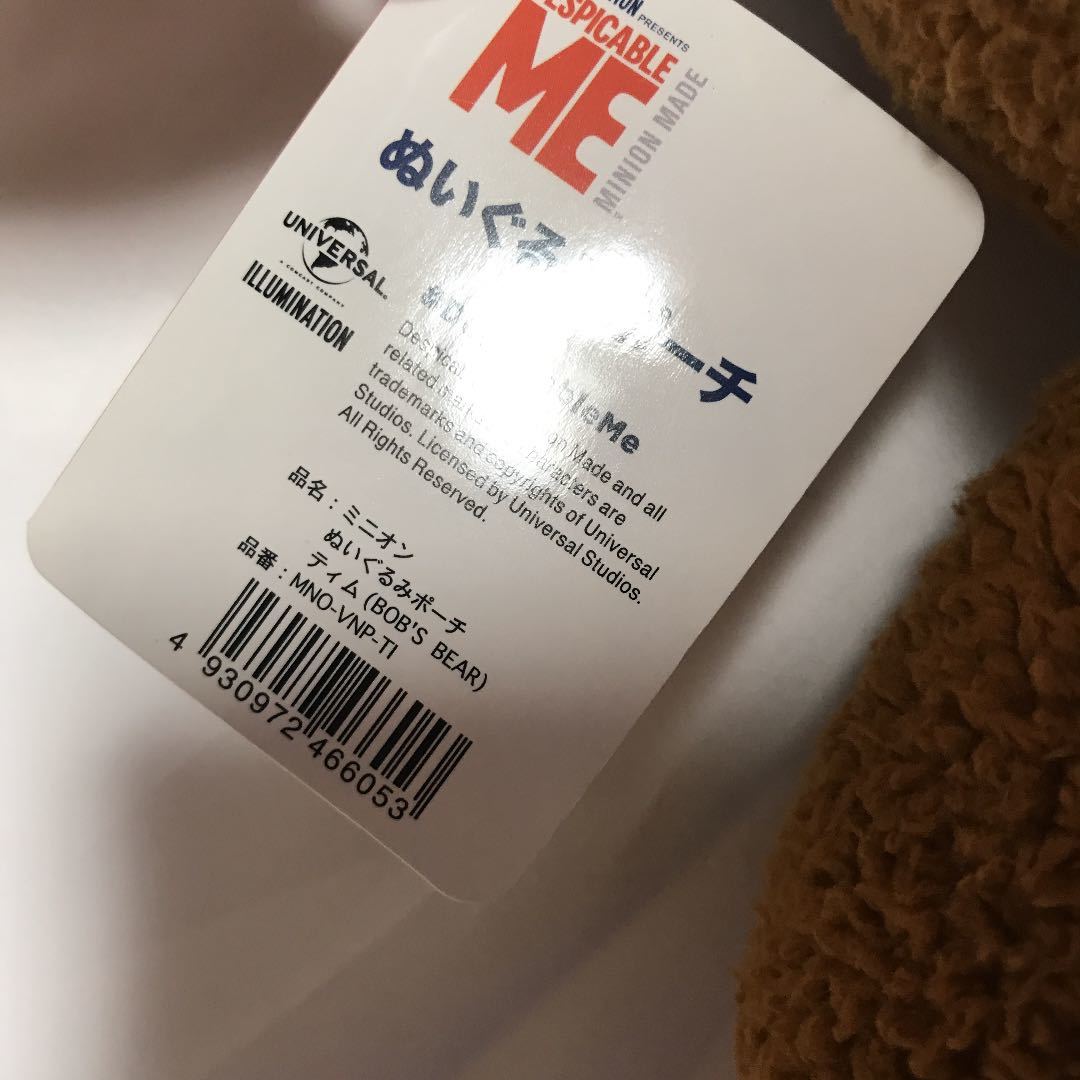 PRESENTS
DESPICABLE
ME
MINION MADE
ぬいぐる ーチ
UNIVERSAL
A COMCAST COMPANY
ILLUMINATION
bleMe
Made and all
related characters are
trademarks and copyrights of Universal
Studios. Licensed by Universal Studios.
All Rights Reserved.
品名:ミニオン
ぬいぐるみポーチ
ティム (BOB'S BEAR)
品番:MNO-VNP-TI
4 930972 466053